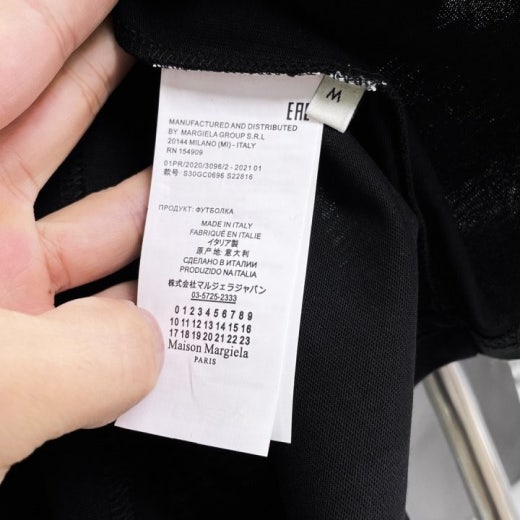 EAC
M
MANUFACTURED AND DISTRIBUTED
BY MARGIELA GROUP S.R.L
20144 MILANO (MI) - ITALY
RN 154909
01PR/2020/3096/2 - 2021 01
款号: S30GC0696 S22816
ПРОДУКТ: ФУТБОЛКА
MADE IN ITALY
FABRIQUÉ EN ITALIE
イタリア製
原产地: 意大利
СДЕЛАНО В ИТАЛИИ
PRODUZIDO NA ITALIA
株式会社マルジェラジャパン
03-5725-2333
0 1 2 3 4 5 6 7 8 9
10 11 12 13 14 15 16
17 18 19 20 21 22 23
Maison Margiela
PARIS